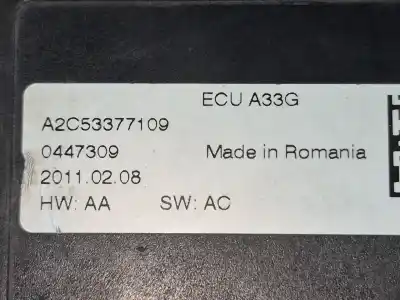 ECU A33G
A2C53377109
0447309 Made in Romania
2011.02.08
HW: AA SW: AC